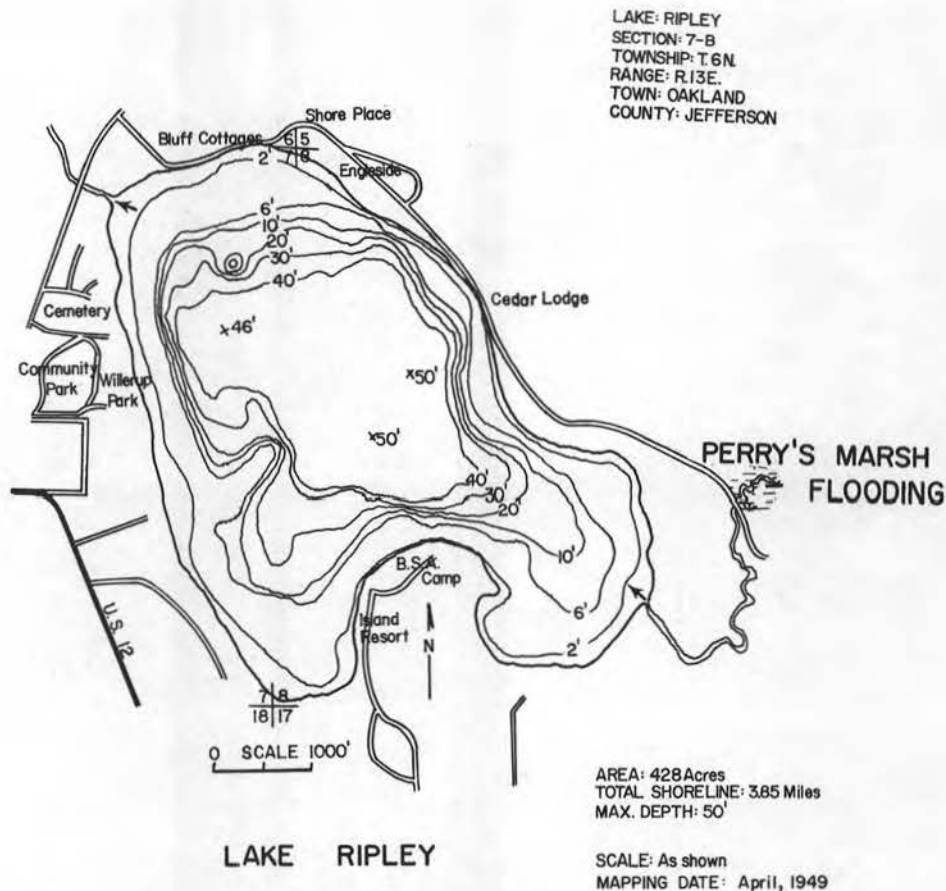 LAKE: RIPLEY
SECTION: 7-8
TOWNSHIP: T.6N.
RANGE: R.13E.
TOWN: OAKLAND
COUNTY: JEFFERSON
Shore Place
Bluff Cottages
6 5
7 8
2'
Engleside
6'
10'
20'
30'
40'
Cedar Lodge
Cemetery
46'
Community
Park
Willerup
Park
50'
50'
PERRY'S MARSH
FLOODING
40'
30'
20'
10'
B.S.A.
Camp
6'
Island
Resort
N
2'
U.S. 12
7 8
18 17
0 SCALE 1000'
AREA: 428 Acres
TOTAL SHORELINE: 3.85 Miles
MAX. DEPTH: 50'
LAKE RIPLEY
SCALE: As shown
MAPPING DATE: April, 1949